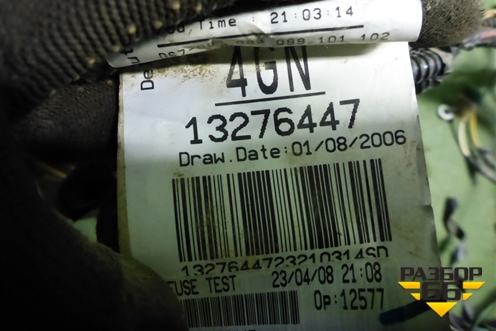 Time : 21:03:14
4GN
13276447
Draw.Date:01/08/2006
1327644723210314SD
FUSE TEST 23/04/08 21:08
Op:12577
РАЗБОР